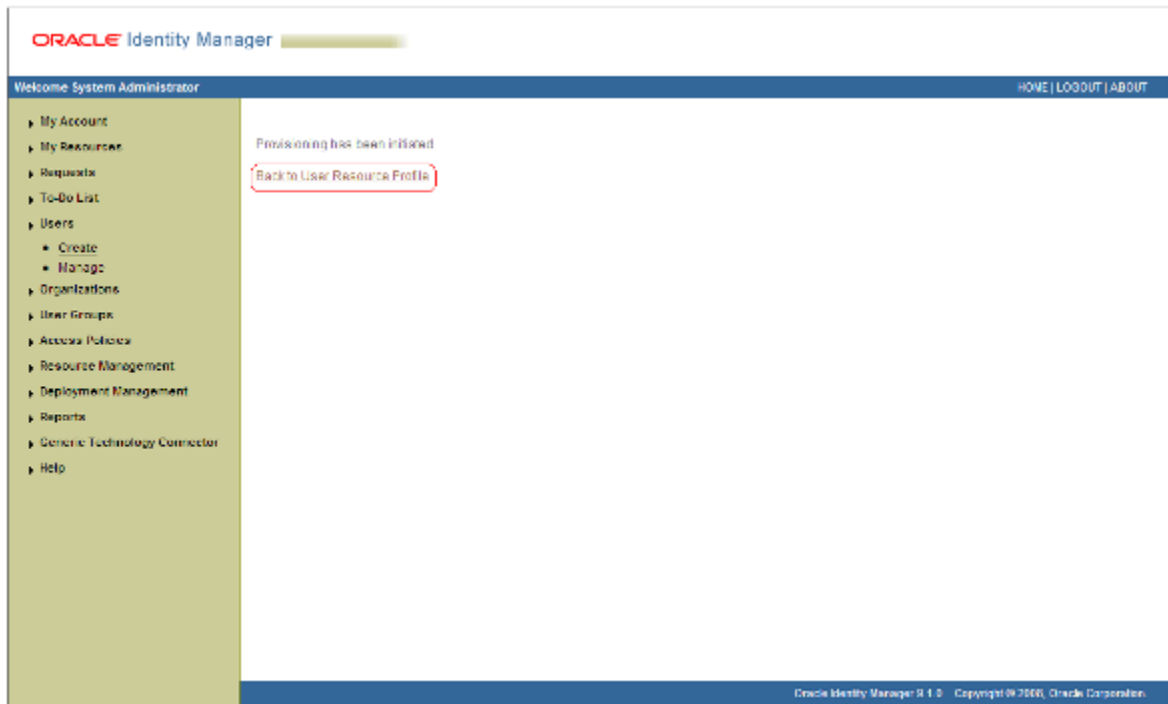 ORACLE Identity Manager
Welcome System Administrator
HOME | LOGOUT | ABOUT
My Account
My Resources
Requests
To-Do List
Users
Create
Manage
Organizations
User Groups
Access Policies
Resource Management
Deployment Management
Reports
Generic Technology Connector
Help
Provisioning has been initiated
Back to User Resource Profile
Oracle Identity Manager 9.1.0 Copyright © 2008, Oracle Corporation.